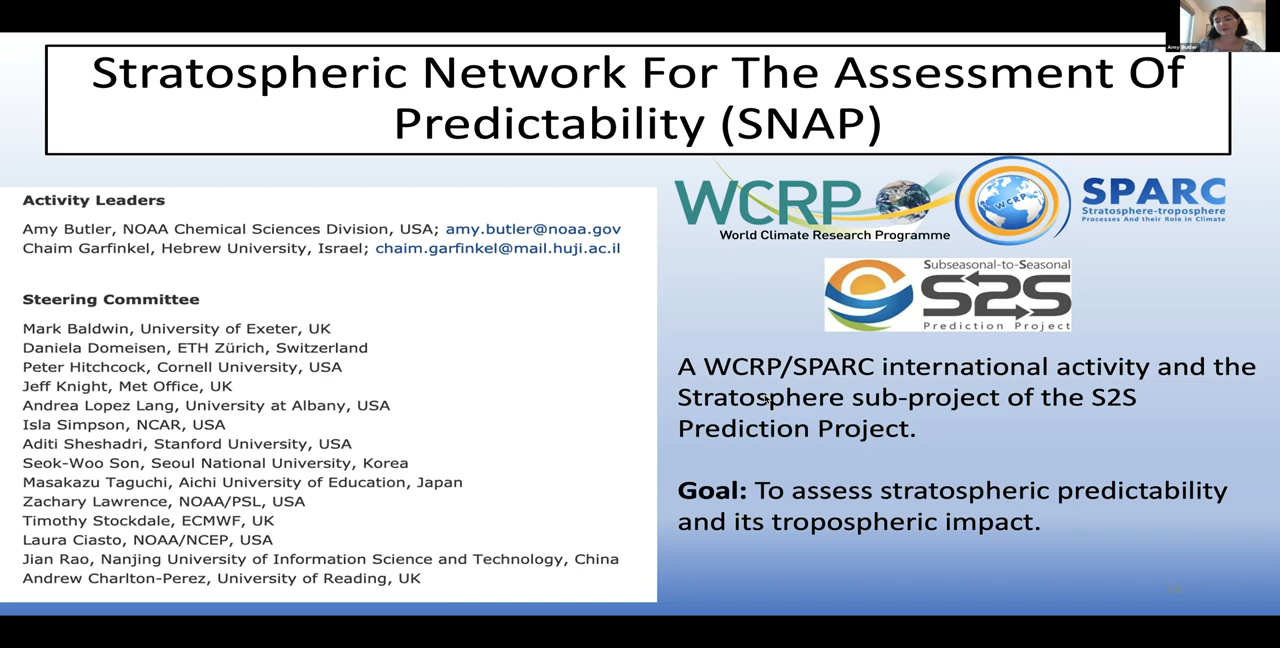 Stratospheric Network For The Assessment Of
Predictability (SNAP)
Amy Butler
Activity Leaders
Amy Butler, NOAA Chemical Sciences Division, USA; amy.butler@noaa.gov
Chaim Garfinkel, Hebrew University, Israel; chaim.garfinkel@mail.huji.ac.il
Steering Committee
Mark Baldwin, University of Exeter, UK
Daniela Domeisen, ETH Zürich, Switzerland
Peter Hitchcock, Cornell University, USA
Jeff Knight, Met Office, UK
Andrea Lopez Lang, University at Albany, USA
Isla Simpson, NCAR, USA
Aditi Sheshadri, Stanford University, USA
Seok-Woo Son, Seoul National University, Korea
Masakazu Taguchi, Aichi University of Education, Japan
Zachary Lawrence, NOAA/PSL, USA
Timothy Stockdale, ECMWF, UK
Laura Ciasto, NOAA/NCEP, USA
Jian Rao, Nanjing University of Information Science and Technology, China
Andrew Charlton-Perez, University of Reading, UK
WCRP
World Climate Research Programme
WCRP
SPARC
Stratosphere-troposphere
Processes And their Role in Climate
Subseasonal-to-Seasonal
S2S
Prediction Project
A WCRP/SPARC international activity and the
Stratosphere sub-project of the S2S
Prediction Project.
Goal: To assess stratospheric predictability
and its tropospheric impact.